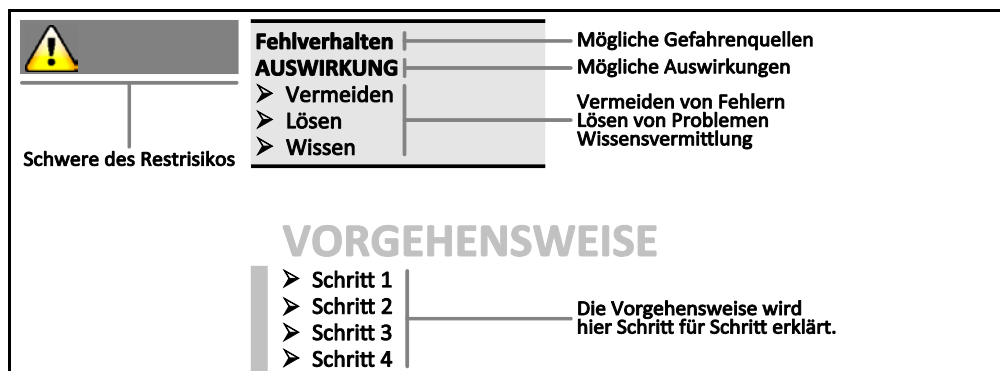 Fehlverhalten
Mögliche Gefahrenquellen
AUSWIRKUNG
Mögliche Auswirkungen
➢ Vermeiden
➢ Lösen
➢ Wissen
Vermeiden von Fehlern
Lösen von Problemen
Wissensvermittlung
Schwere des Restrisikos
VORGEHENSWEISE
➢ Schritt 1
➢ Schritt 2
➢ Schritt 3
➢ Schritt 4
Die Vorgehensweise wird
hier Schritt für Schritt erklärt.